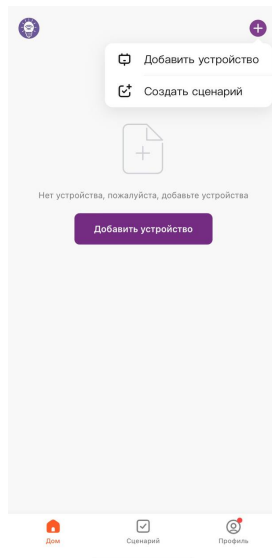 Добавить устройство
Создать сценарий
Нет устройства, пожалуйста, добавьте устройства
Добавить устройство
Дом
Сценарий
Профиль